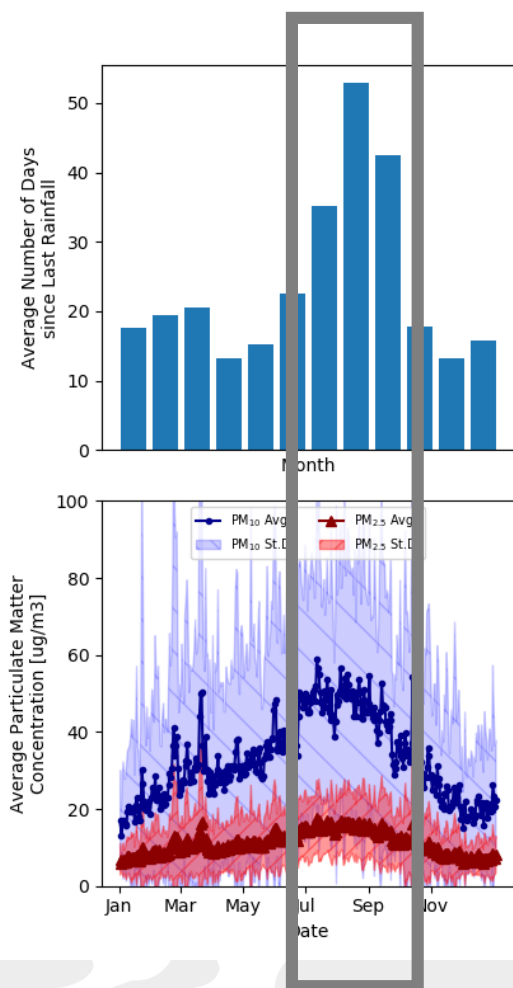 50
40
30
20
10
0
Average Number of Days
since Last Rainfall
Month
100
80
60
40
20
0
Average Particulate Matter
Concentration [ug/m3]
PM₁₀ Avg PM₂.₅ Avg
PM₁₀ St.D PM₂.₅ St.D
Jan Mar May Jul Sep Nov
Date